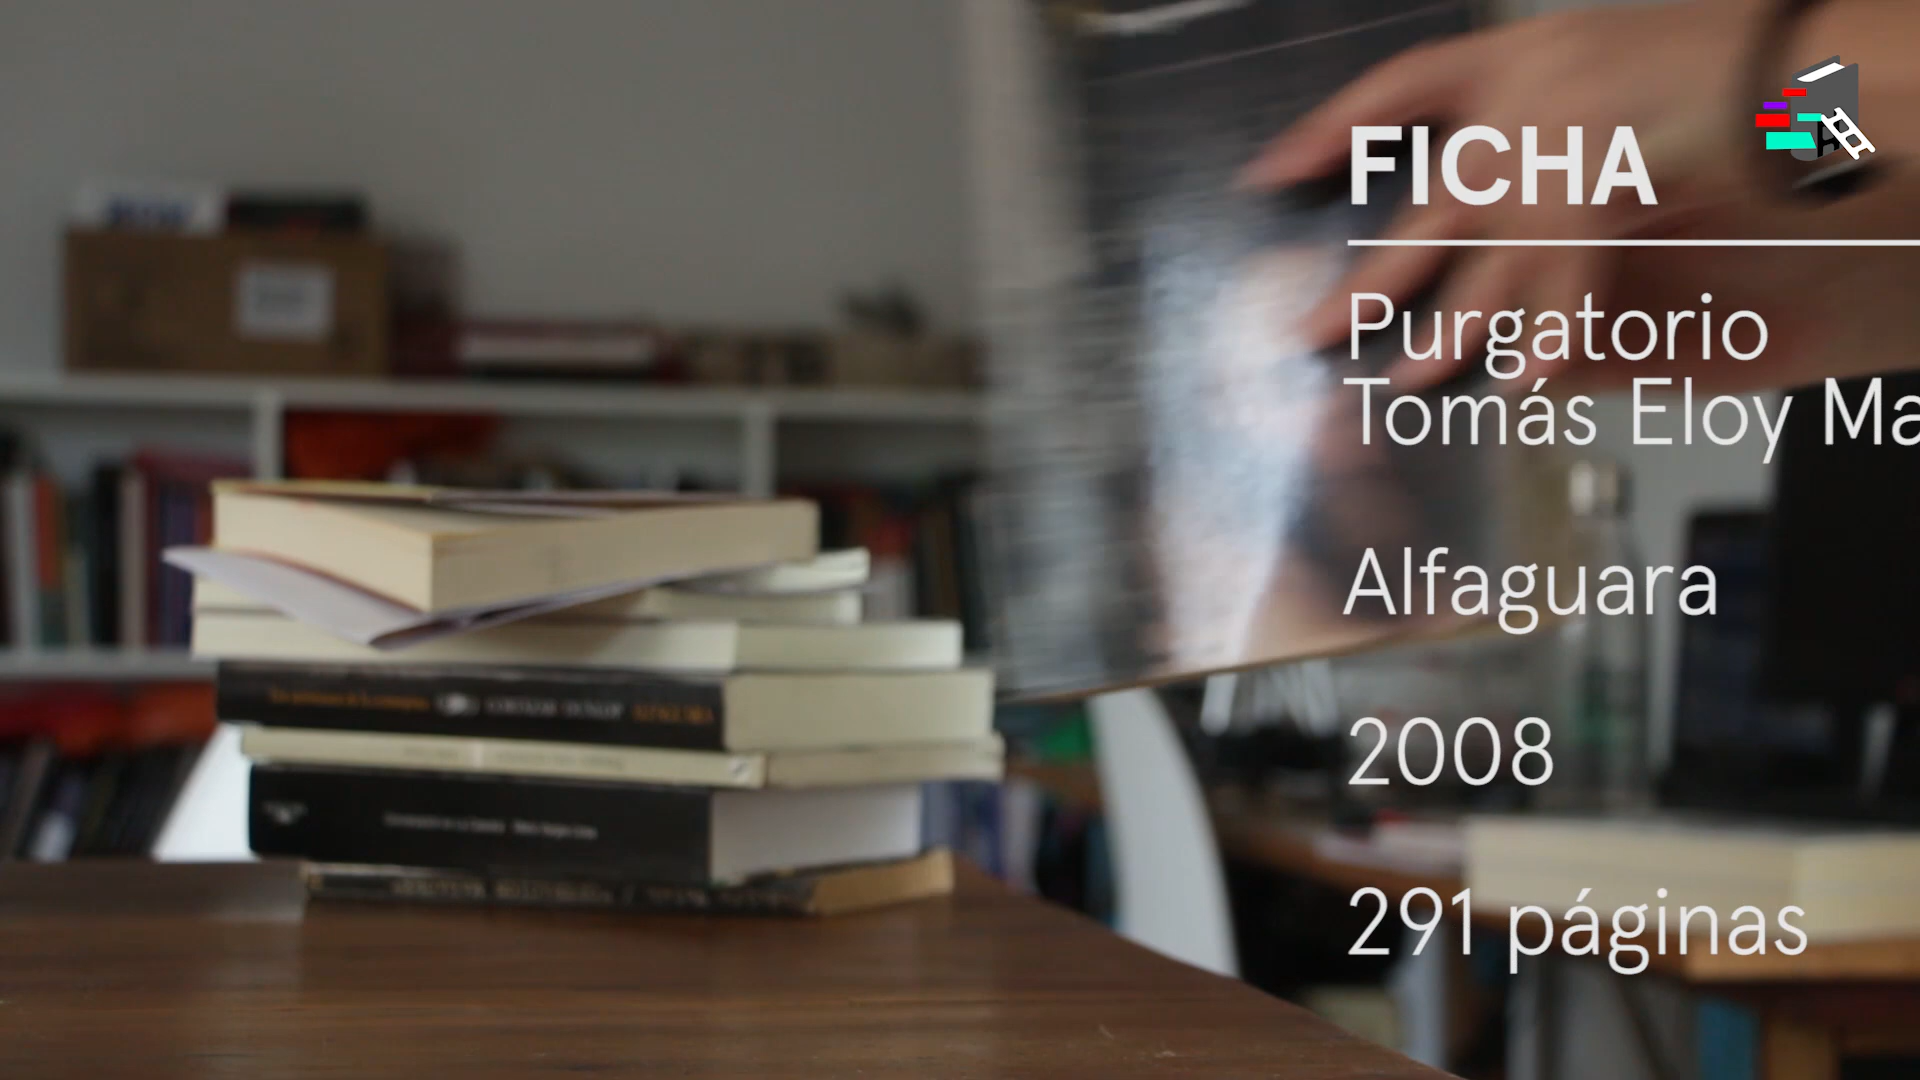 FICHA
Purgatorio
Tomás Eloy Ma
Alfaguara
2008
291 páginas